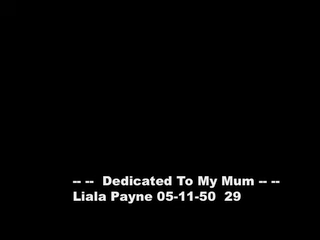 -- --  Dedicated To My Mum -- --
Liala Payne 05-11-50  29